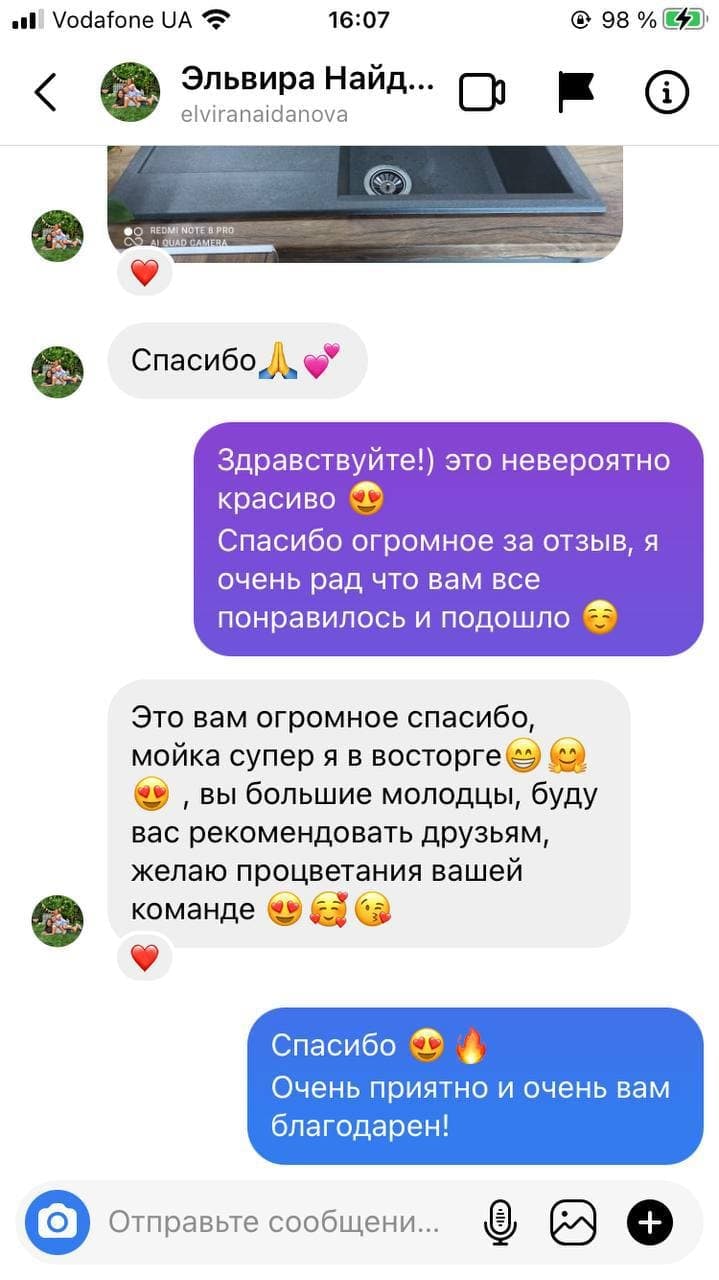 Vodafone UA 16:07 98 %
Эльвира Найд...
elviranaidanova
REDMI NOTE 8 PRO
AI QUAD CAMERA
Спасибо🙏💕
Здравствуйте!) это невероятно
красиво 😍
Спасибо огромное за отзыв, я
очень рад что вам все
понравилось и подошло ☺️
Это вам огромное спасибо,
мойка супер я в восторге😁🤗
😍 , вы большие молодцы, буду
вас рекомендовать друзьям,
желаю процветания вашей
команде 😍🥰😘
Спасибо 😍🔥
Очень приятно и очень вам
благодарен!
Отправьте сообщени...